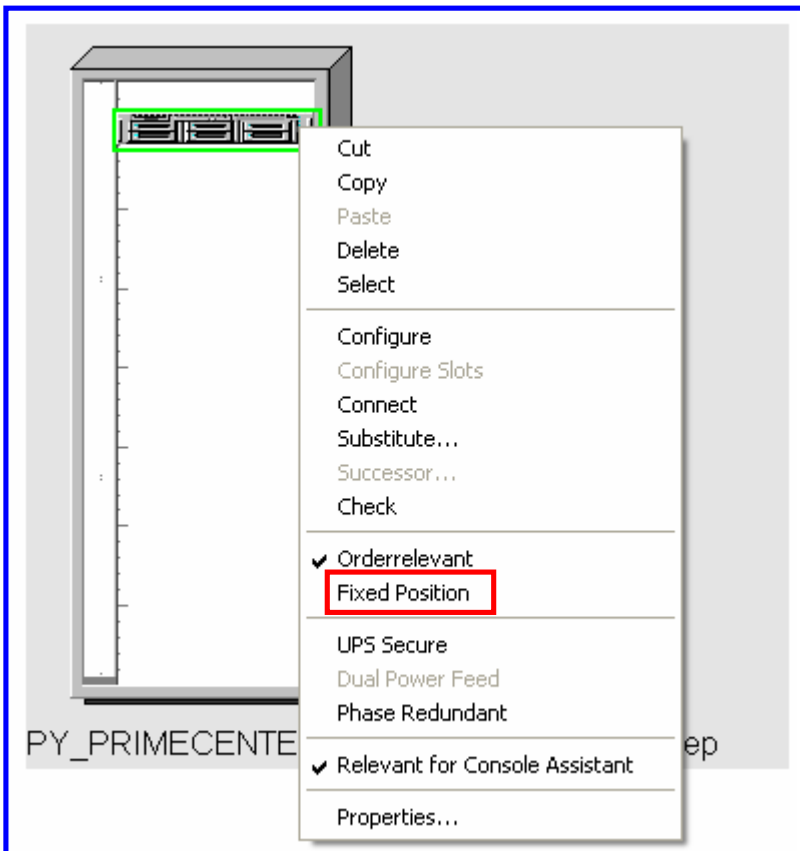 Cut
Copy
Paste
Delete
Select
Configure
Configure Slots
Connect
Substitute...
Successor...
Check
Orderrelevant
Fixed Position
UPS Secure
Dual Power Feed
Phase Redundant
PY_PRIMECENTE ep
Relevant for Console Assistant
Properties...